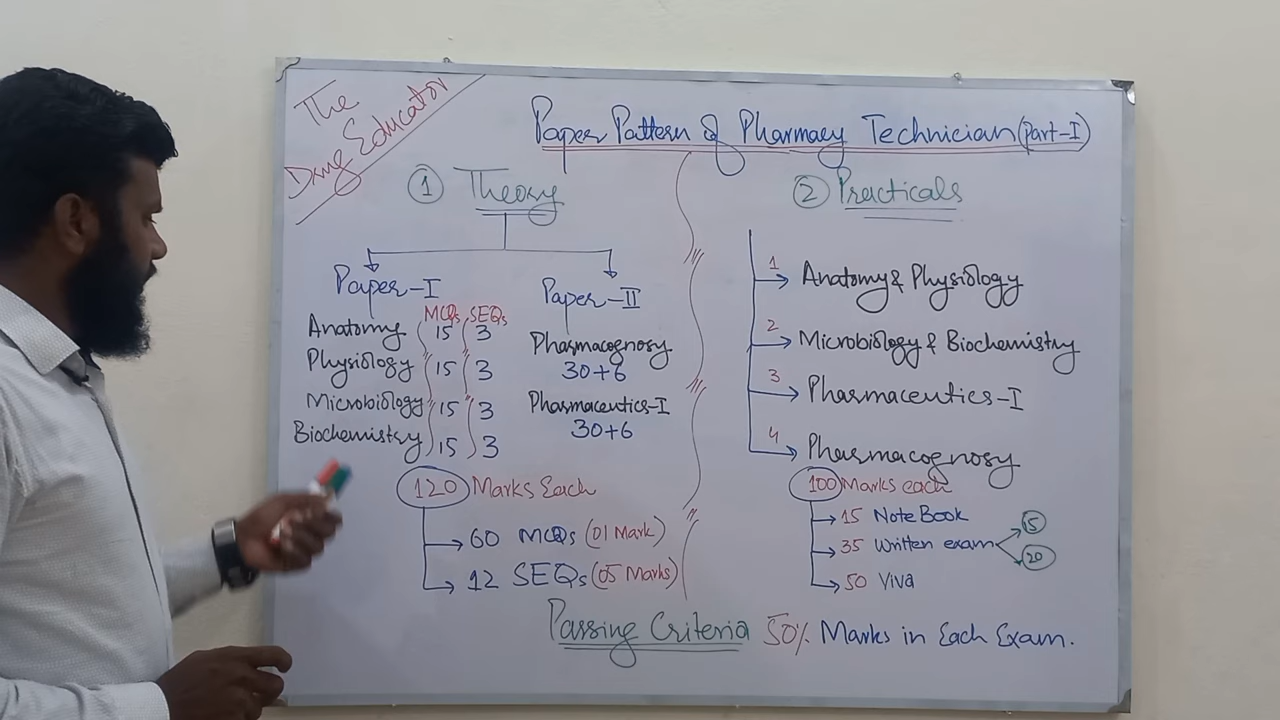 The
Drug Educator
Paper Pattern of Pharmacy Technician (Part-I)
1 Theory
Paper-I
MCQs SEQs
Anatomy 15 3
Physiology 15 3
Microbiology 15 3
Biochemistry 15 3
Paper-II
Pharmacognosy
30+6
Pharmaceutics-I
30+6
120 Marks Each
60 MCQs (01 Mark)
12 SEQs (05 Marks)
2 Practicals
1 Anatomy & Physiology
2 Microbiology & Biochemistry
3 Pharmaceutics-I
4 Pharmacognosy
100 Marks each
15 NoteBook
35 Written exam
15
20
50 Viva
Passing Criteria 50% Marks in Each Exam.